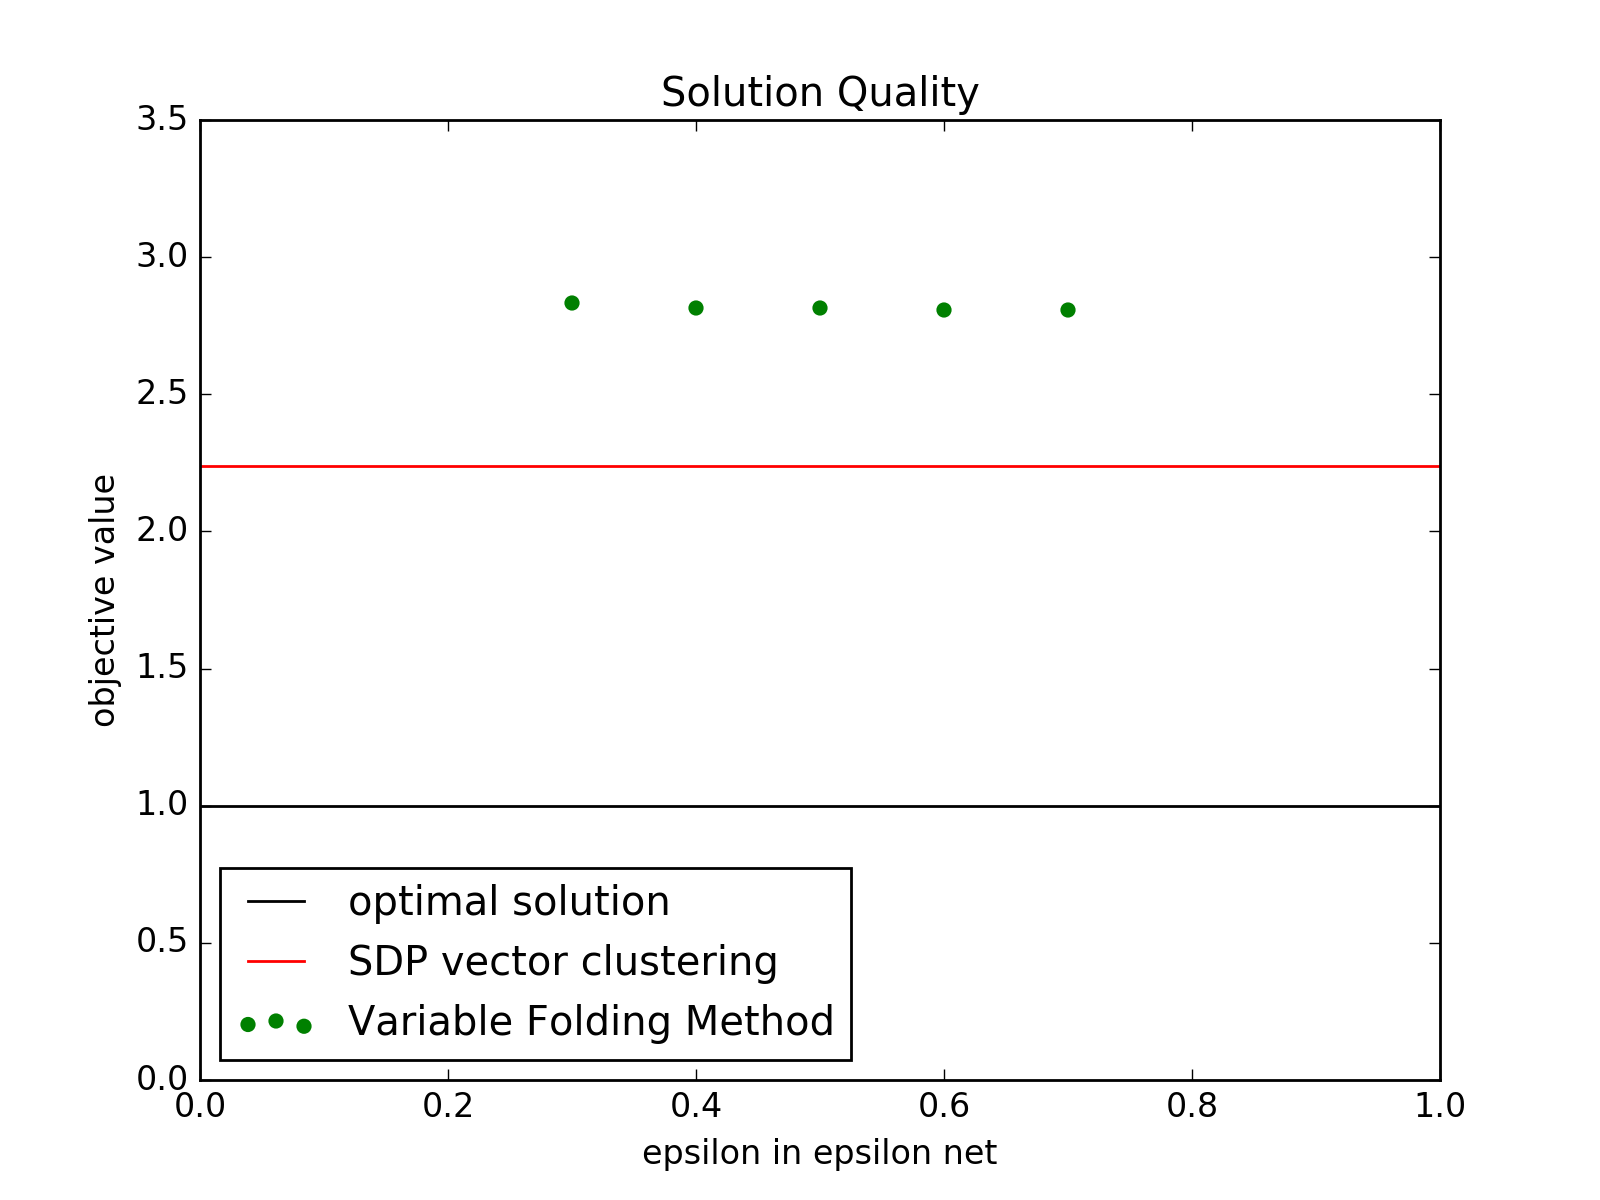 Solution Quality
3.5
3.0
2.5
2.0
1.5
1.0
0.5
0.0
objective value
optimal solution
SDP vector clustering
Variable Folding Method
0.0 0.2 0.4 0.6 0.8 1.0
epsilon in epsilon net